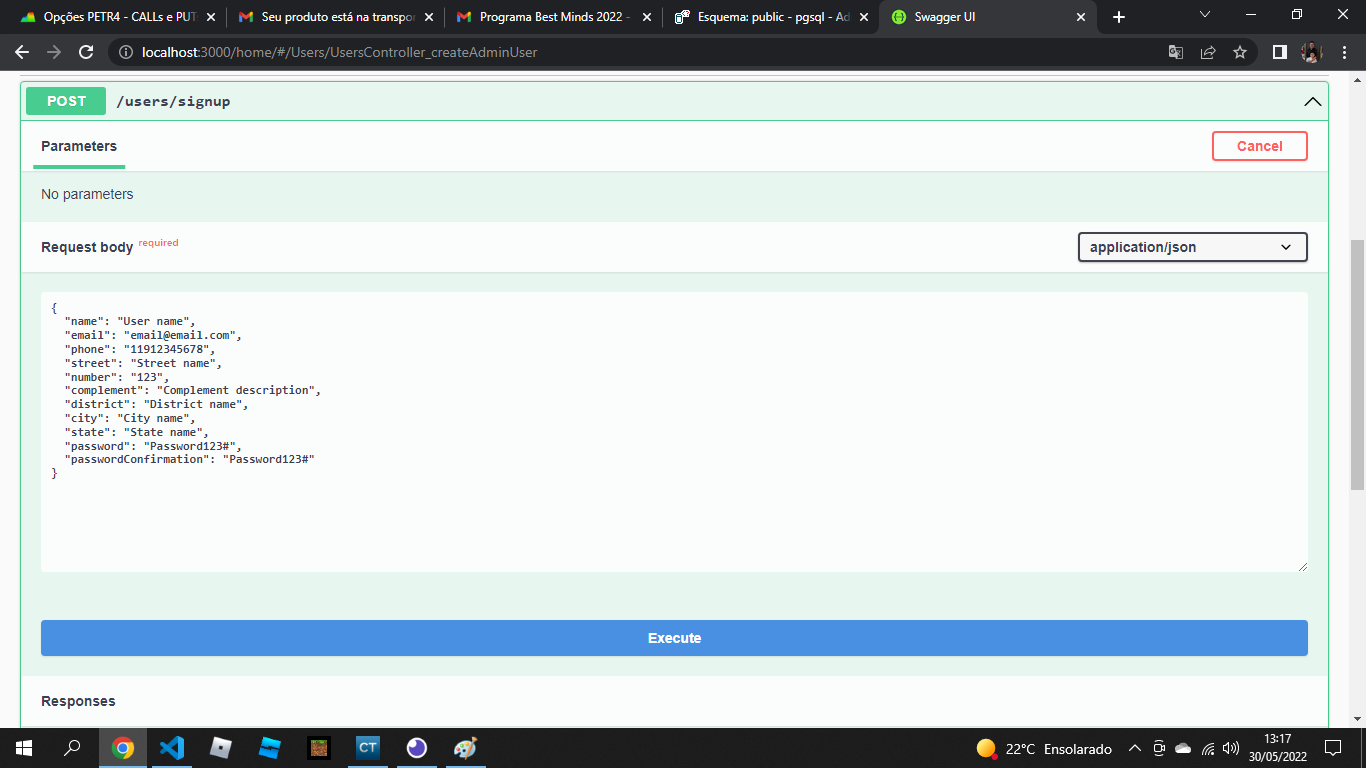 Opções PETR4 - CALLs e PUT
Seu produto está na transpor
Programa Best Minds 2022 -
Esquema: public - pgsql - Ad
Swagger UI
localhost:3000/home/#/Users/UsersController_createAdminUser
POST /users/signup
Parameters
Cancel
No parameters
Request body required
application/json
{
"name": "User name",
"email": "email@email.com",
"phone": "11912345678",
"street": "Street name",
"number": "123",
"complement": "Complement description",
"district": "District name",
"city": "City name",
"state": "State name",
"password": "Password123#",
"passwordConfirmation": "Password123#"
}
Execute
Responses
CT
22°C Ensolarado
13:17
30/05/2022